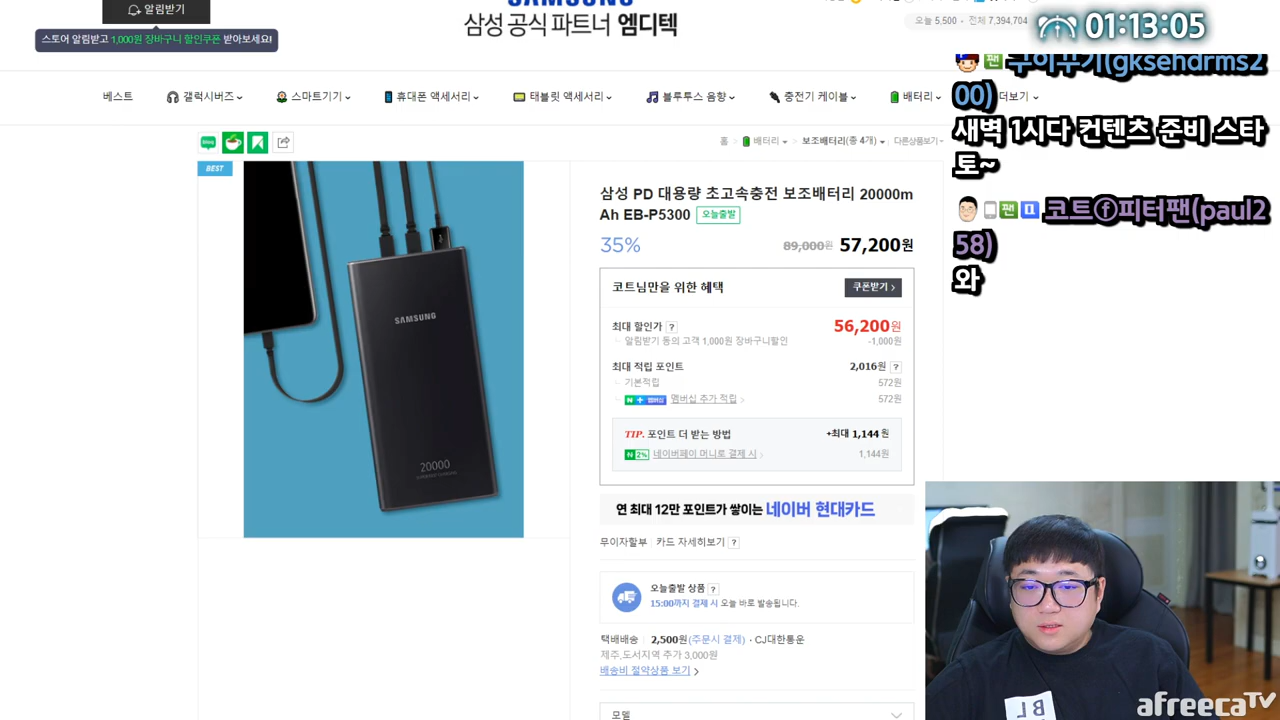 알림받기
스토어 알림받고 1,000원 장바구니 할인쿠폰 받아보세요!
SAMSUNG
삼성 공식 파트너 엠디텍
오늘 5,500 · 전체 7,394,704
01:13:05
베스트 갤럭시버즈 스마트기기 휴대폰 액세서리 태블릿 액세서리 블루투스 음향 충전기 케이블 배터리 더보기
구이꾸기(gksehdrms2
00)
새벽 1시다 컨텐츠 준비 스타
토~
코트ⓕ피터팬(paul2
58)
와
blog
홈 > 배터리 > 보조배터리(총 4개) 다른상품보기
BEST
SAMSUNG
20000
삼성 PD 대용량 초고속충전 보조배터리 20000m
Ah EB-P5300 오늘출발
35% 89,000원 57,200원
코트님만을 위한 혜택 쿠폰받기 >
최대 할인가 ? 56,200원
알림받기 동의 고객 1,000원 장바구니할인 -1,000원
최대 적립 포인트 2,016원 ?
기본적립 572원
N+ 멤버십 멤버십 추가 적립 > 572원
TIP. 포인트 더 받는 방법 +최대 1,144원
N 2% 네이버페이 머니로 결제 시 > 1,144원
연 최대 12만 포인트가 쌓이는 네이버 현대카드
무이자할부 카드 자세히보기 ?
오늘출발 상품 ?
15:00까지 결제 시 오늘 바로 발송됩니다.
택배배송 2,500원(주문시 결제) · CJ대한통운
제주,도서지역 추가 3,000원
배송비 절약상품 보기 >
모델
BL
afreecaTV